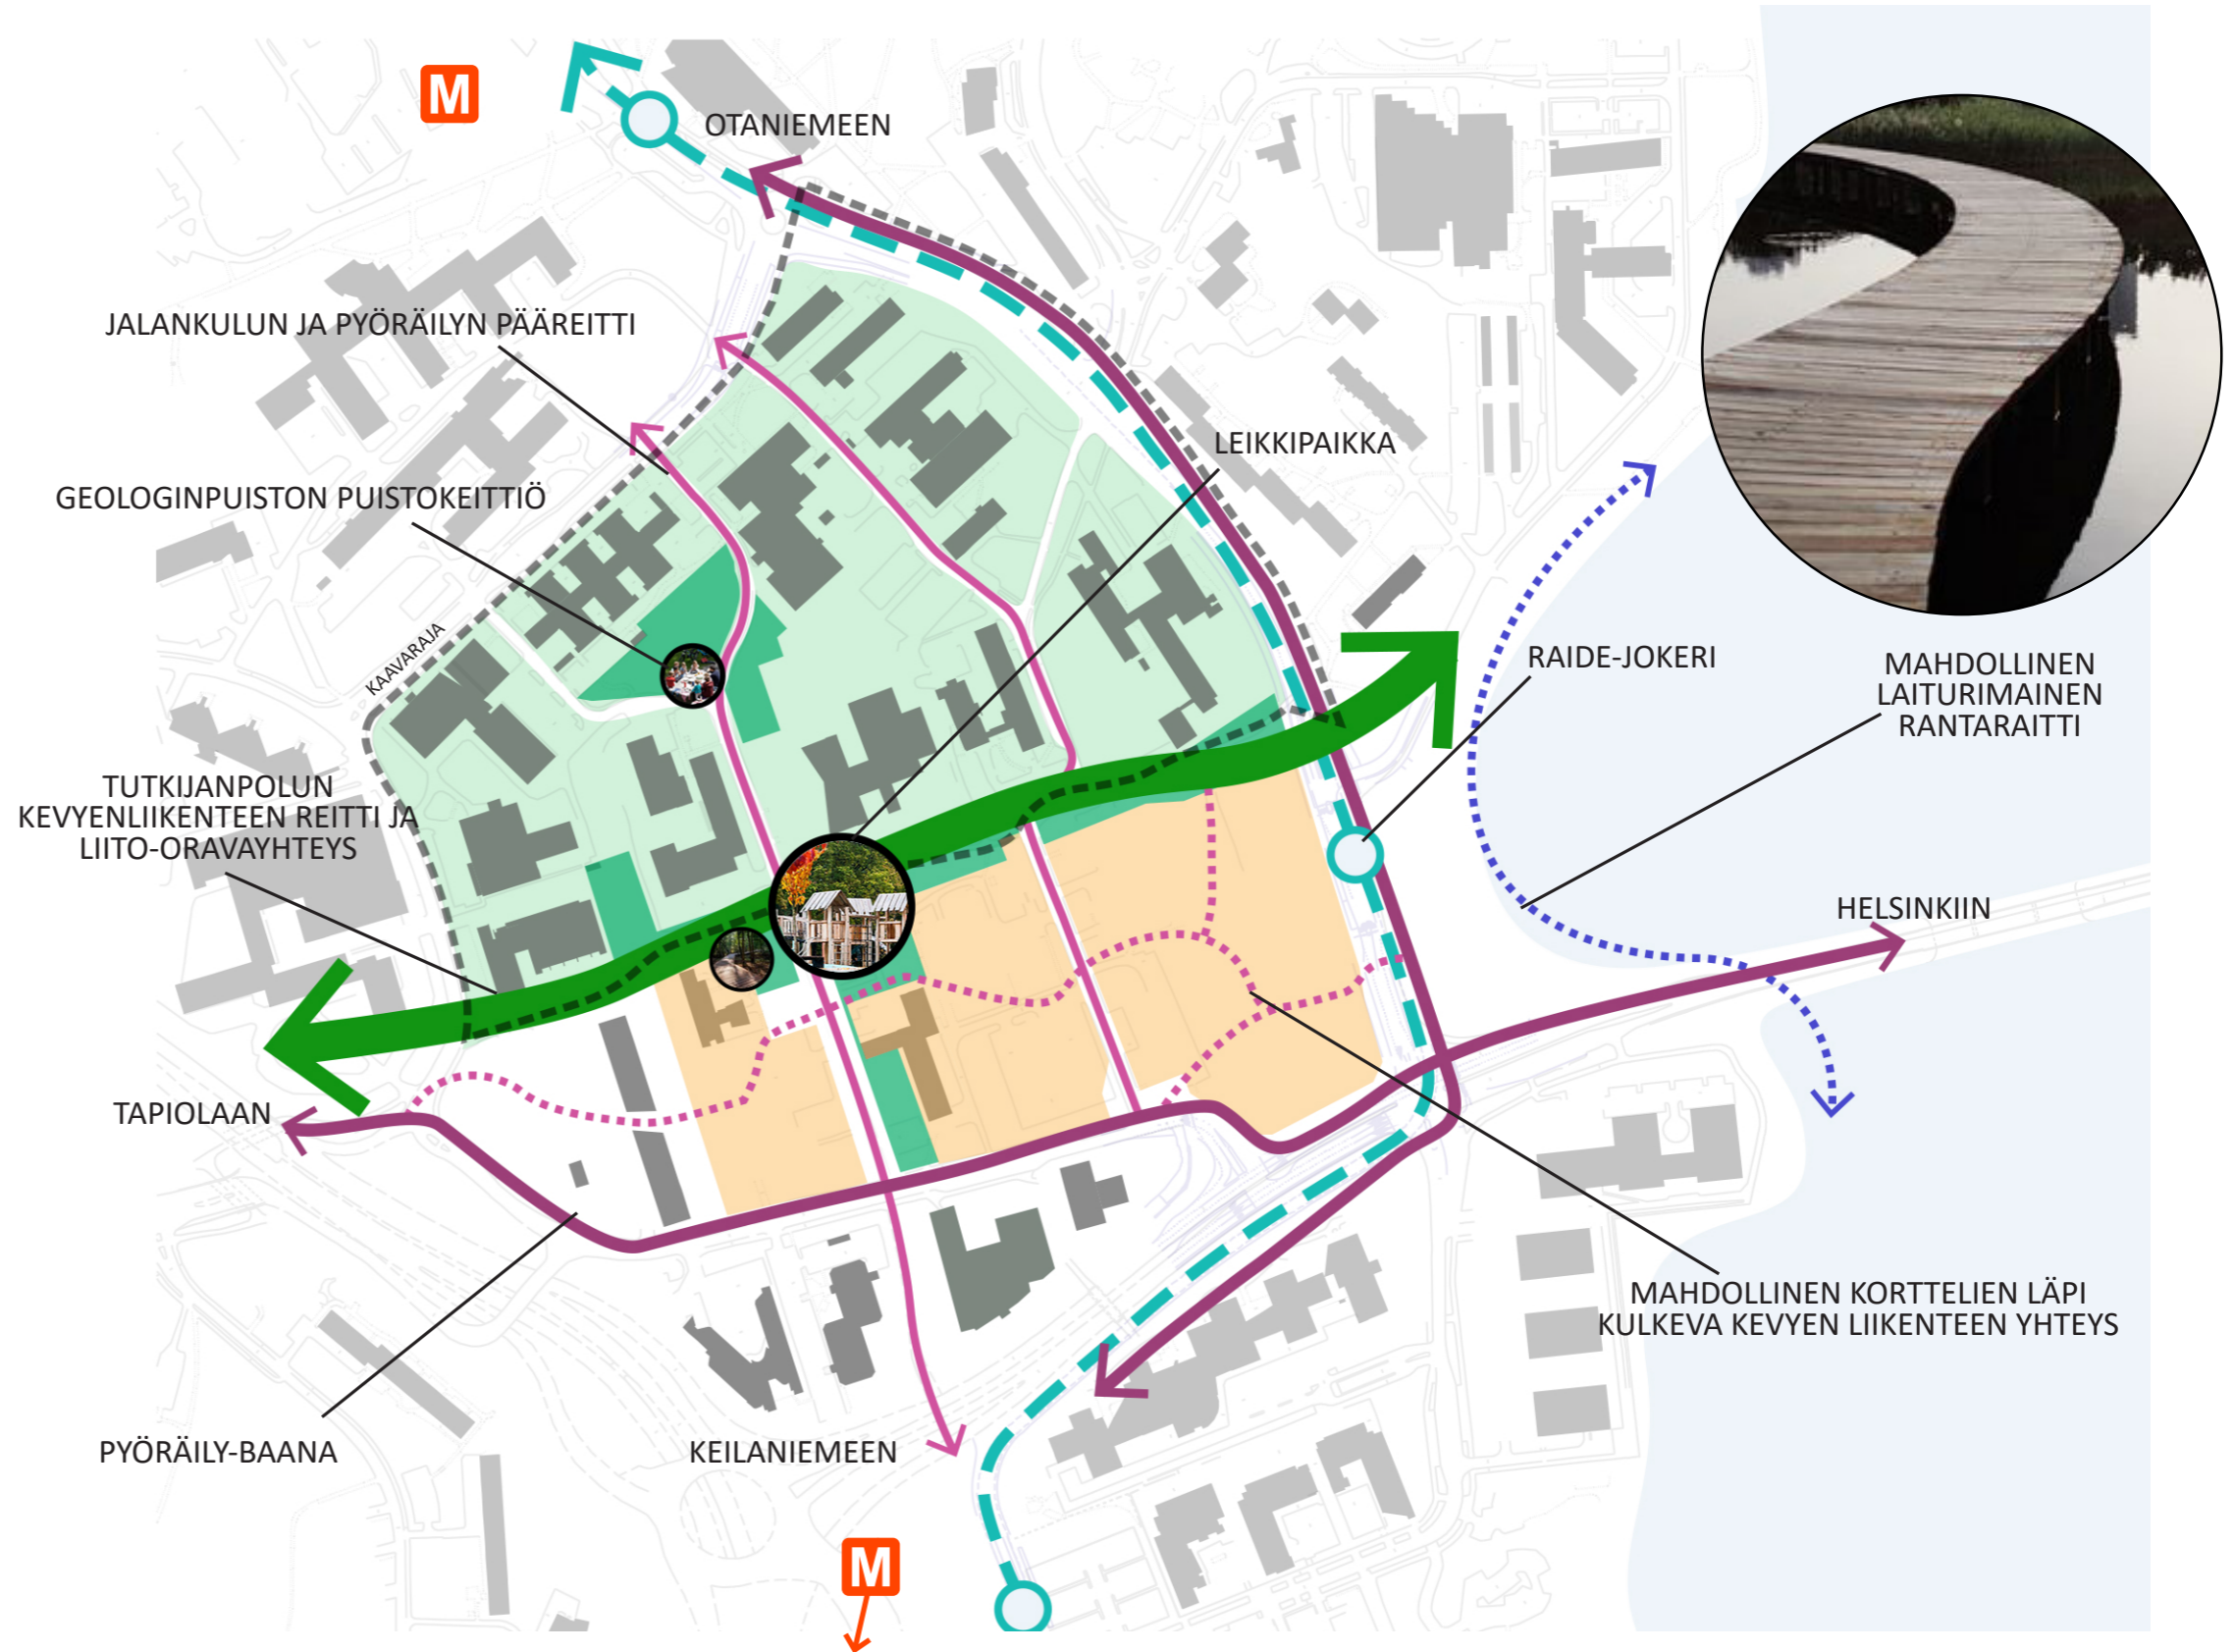 M
OTANIEMEEN
JALANKULUN JA PYÖRÄILYN PÄÄREITTI
LEIKKIPAIKKA
GEOLOGINPUISTON PUISTOKEITTIÖ
KAAVARAJA
RAIDE-JOKERI
MAHDOLLINEN
LAITURIMAINEN
RANTARAITTI
TUTKIJANPOLUN
KEVYENLIIKENTEEN REITTI JA
LIITO-ORAVAYHTEYS
HELSINKIIN
TAPIOLAAN
MAHDOLLINEN KORTTELIEN LÄPI
KULKEVA KEVYEN LIIKENTEEN YHTEYS
PYÖRÄILY-BAANA
KEILANIEMEEN
M